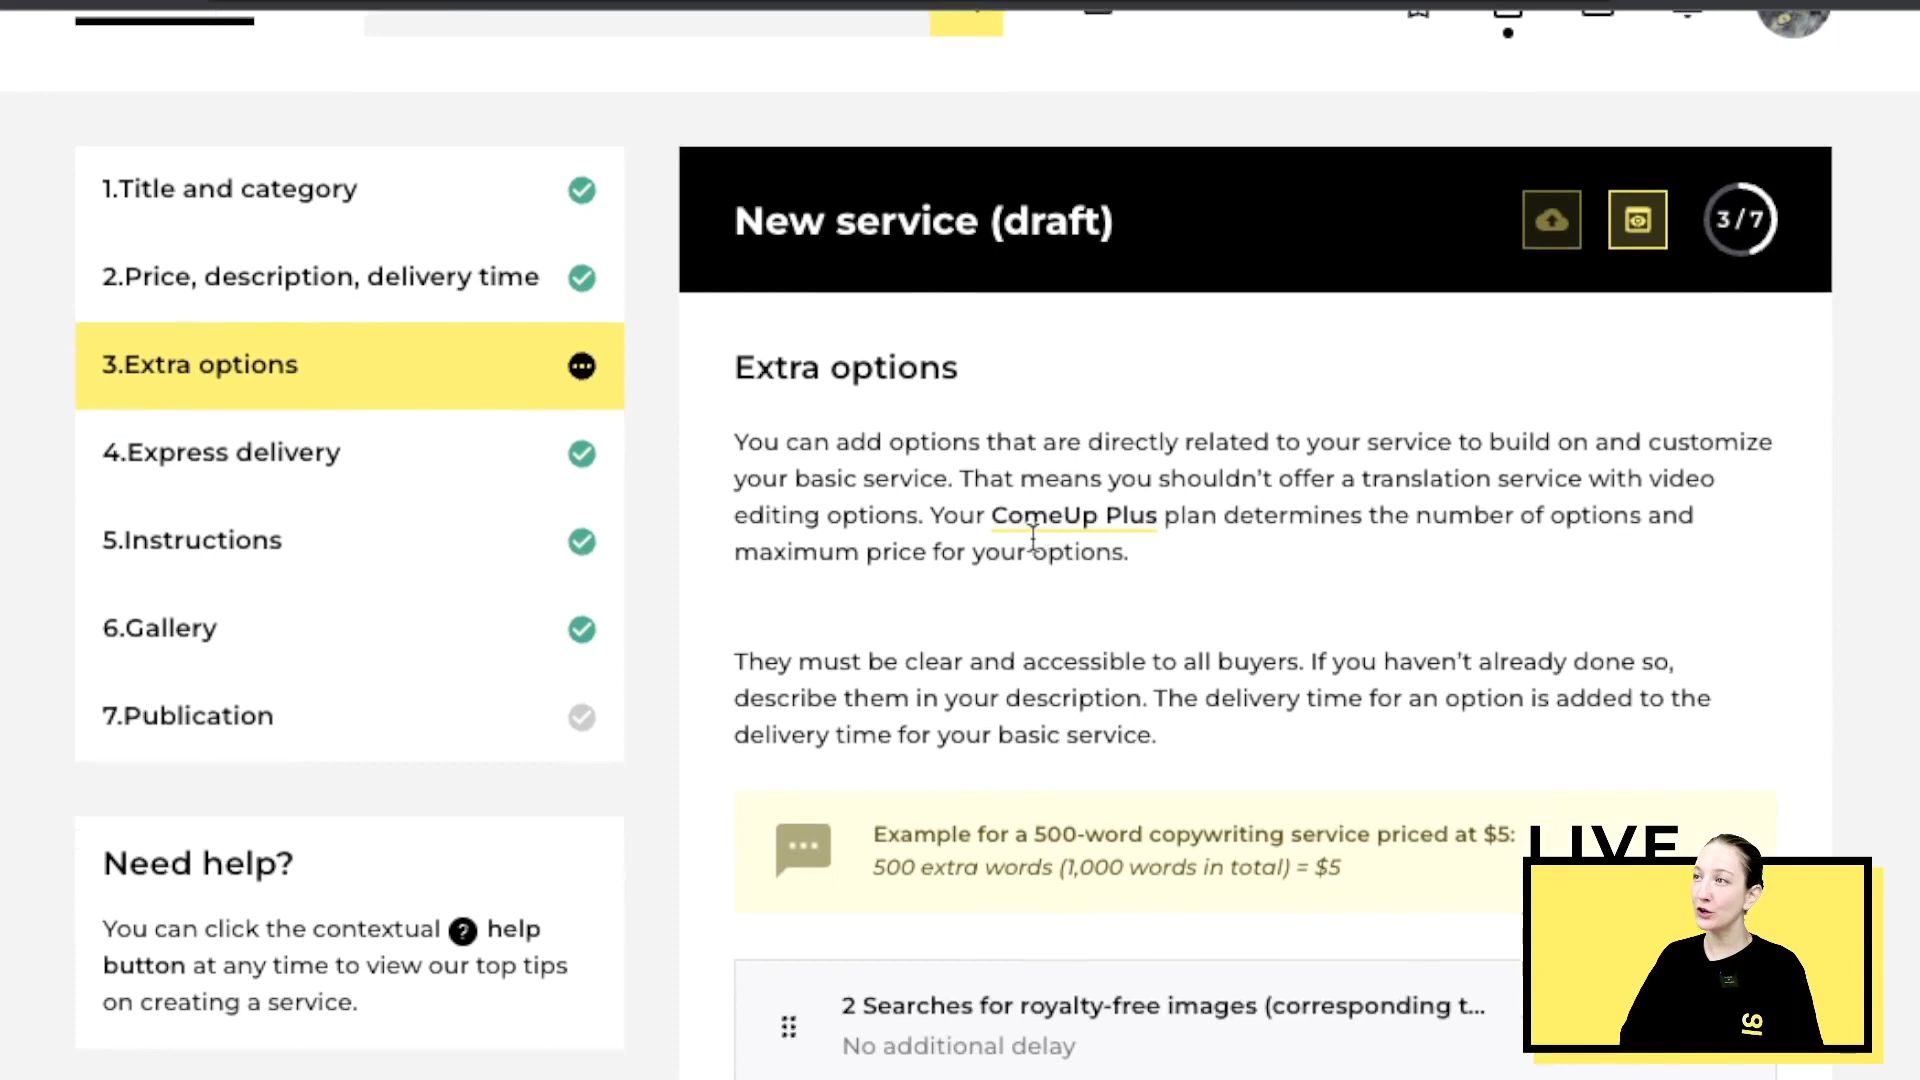 1.Title and category
2.Price, description, delivery time
3.Extra options
4.Express delivery
5.Instructions
6.Gallery
7.Publication
Need help?
You can click the contextual ? help
button at any time to view our top tips
on creating a service.
New service (draft)
3/7
Extra options
You can add options that are directly related to your service to build on and customize
your basic service. That means you shouldn't offer a translation service with video
editing options. Your ComeUp Plus plan determines the number of options and
maximum price for your options.
They must be clear and accessible to all buyers. If you haven't already done so,
describe them in your description. The delivery time for an option is added to the
delivery time for your basic service.
Example for a 500-word copywriting service priced at $5:
500 extra words (1,000 words in total) = $5
2 Searches for royalty-free images (corresponding t...
No additional delay
LIVE